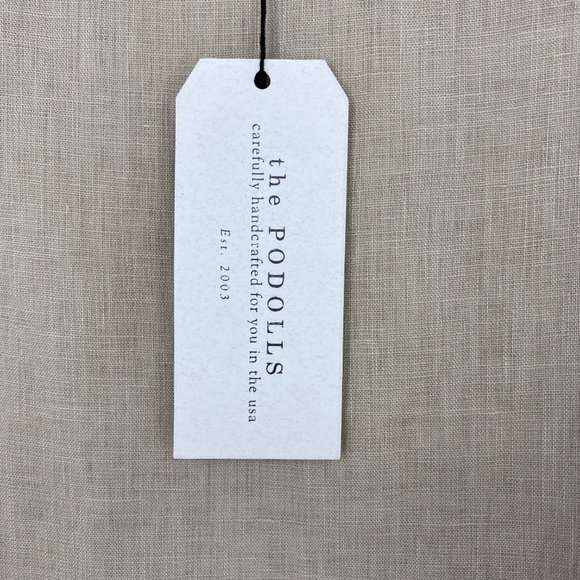 the PODOLLS
carefully handcrafted for you in the usa
Est. 2003